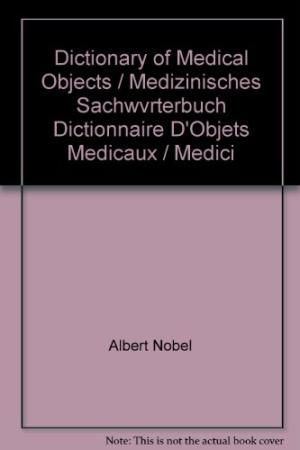 Dictionary of Medical
Objects / Medizinisches
Sachwvrterbuch
Dictionnaire D'Objets
Medicaux / Medici
Albert Nobel
Note: This is not the actual book cover